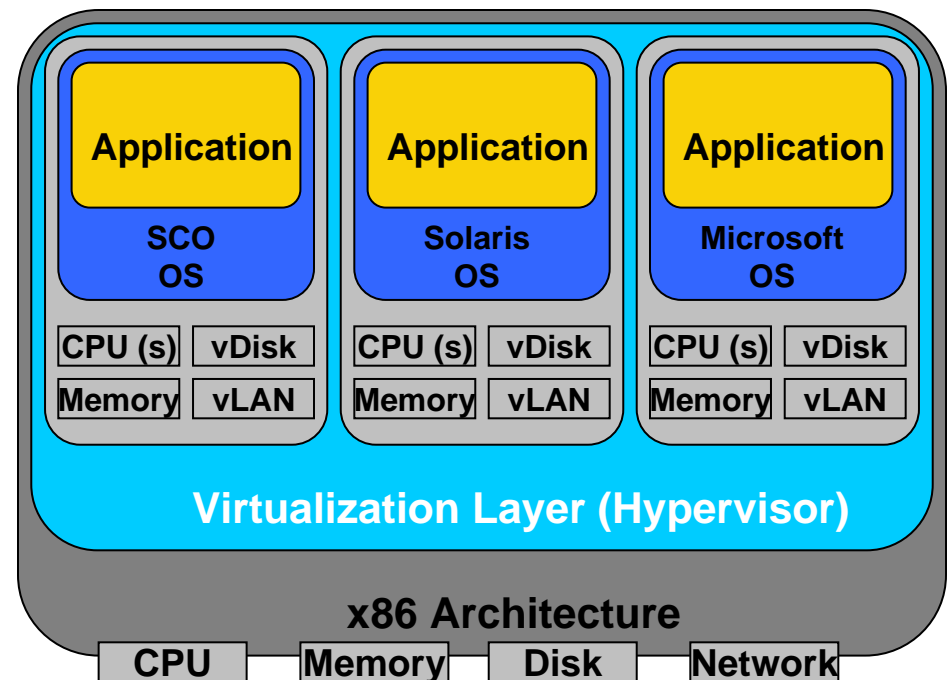 Application
SCO
OS
CPU (s) vDisk
Memory vLAN
Application
Solaris
OS
CPU (s) vDisk
Memory vLAN
Application
Microsoft
OS
CPU (s) vDisk
Memory vLAN
Virtualization Layer (Hypervisor)
x86 Architecture
CPU Memory Disk Network